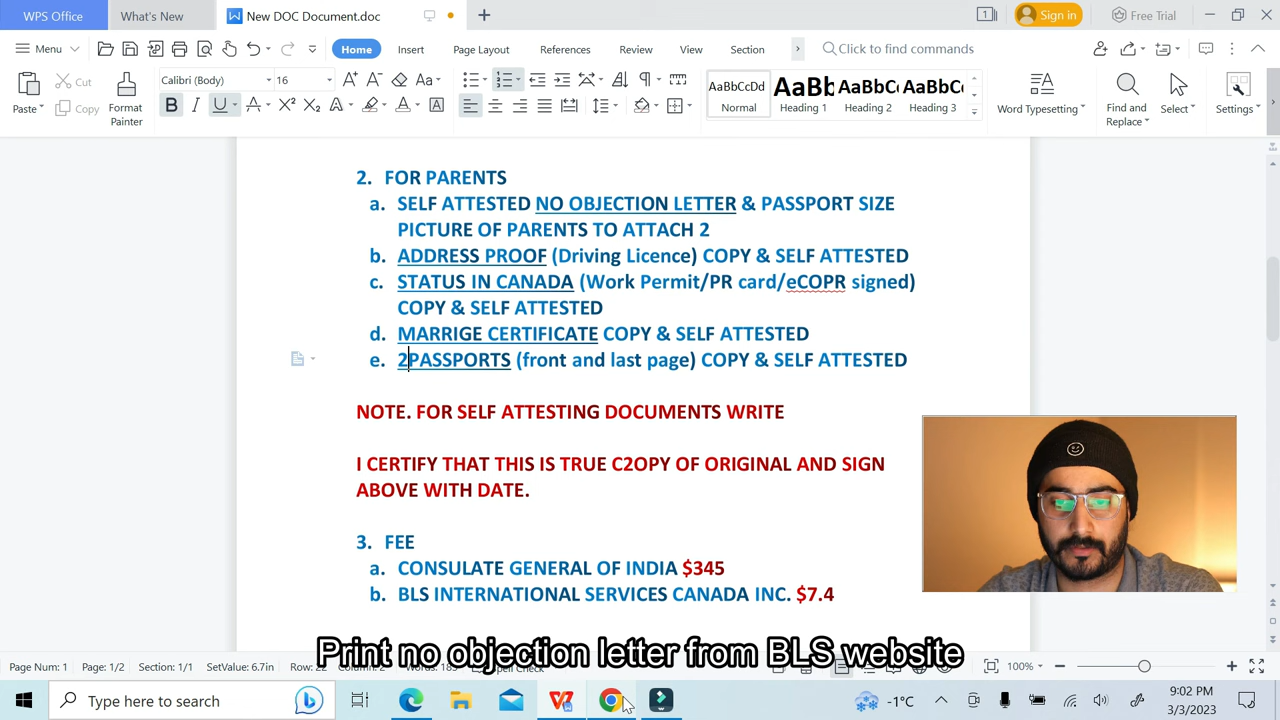 WPS Office What's New New DOC Document.doc Sign in Free Trial
Menu Home Insert Page Layout References Review View Section Click to find commands
Paste Cut Copy Format Painter Calibri (Body) 16 AaBbCcDd Normal AaBb Heading 1 AaBbC Heading 2 AaBbC Heading 3 Word Typesetting Find and Replace Select Settings
2. FOR PARENTS
a. SELF ATTESTED NO OBJECTION LETTER & PASSPORT SIZE
PICTURE OF PARENTS TO ATTACH 2
b. ADDRESS PROOF (Driving Licence) COPY & SELF ATTESTED
c. STATUS IN CANADA (Work Permit/PR card/eCOPR signed)
COPY & SELF ATTESTED
d. MARRIGE CERTIFICATE COPY & SELF ATTESTED
e. 2PASSPORTS (front and last page) COPY & SELF ATTESTED
NOTE. FOR SELF ATTESTING DOCUMENTS WRITE
I CERTIFY THAT THIS IS TRUE C2OPY OF ORIGINAL AND SIGN
ABOVE WITH DATE.
3. FEE
a. CONSULATE GENERAL OF INDIA $345
b. BLS INTERNATIONAL SERVICES CANADA INC. $7.4
Print no objection letter from BLS website
Page Num: 1 Page: 1/2 Section: 1/1 SetValue: 6.7in 100%
Type here to search -1°C 9:02 PM
3/3/2023